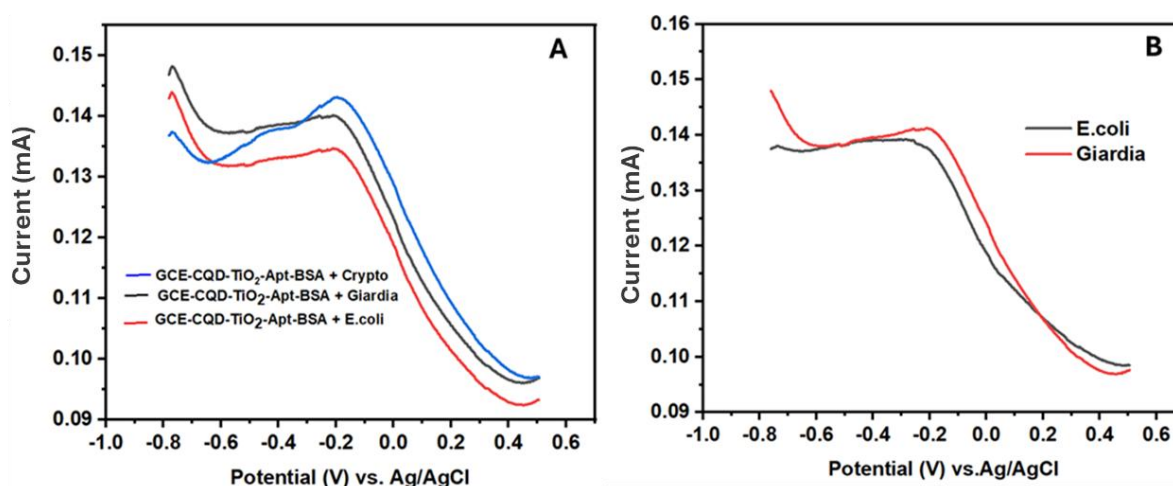 A
0.15
0.14
0.13
0.12
0.11
0.10
0.09
Current (mA)
GCE-CQD-TiO₂-Apt-BSA + Crypto
GCE-CQD-TiO₂-Apt-BSA + Giardia
GCE-CQD-TiO₂-Apt-BSA + E.coli
-1.0 -0.8 -0.6 -0.4 -0.2 0.0 0.2 0.4 0.6
Potential (V) vs. Ag/AgCl
B
0.16
0.15
0.14
0.13
0.12
0.11
0.10
0.09
Current (mA)
E.coli
Giardia
-1.0 -0.8 -0.6 -0.4 -0.2 0.0 0.2 0.4 0.6
Potential (V) vs.Ag/AgCl